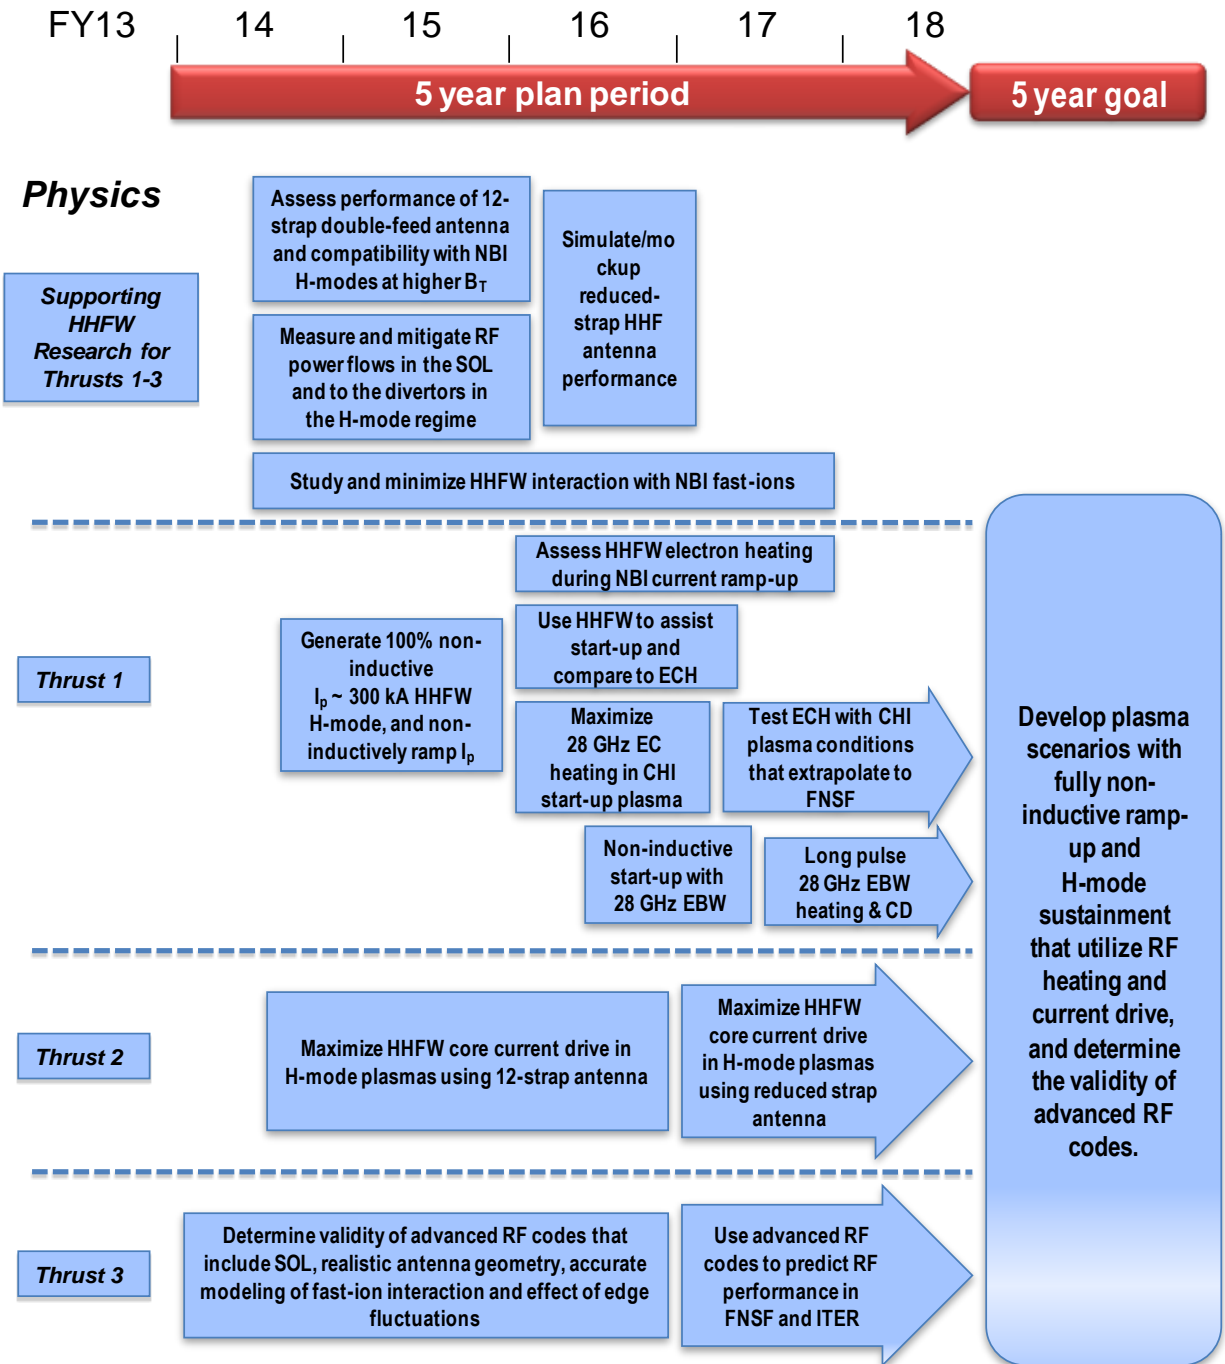 FY13 14 15 16 17 18
5 year plan period
5 year goal
Physics
Supporting
HHFW
Research for
Thrusts 1-3
Assess performance of 12-
strap double-feed antenna
and compatibility with NBI
H-modes at higher B_T
Simulate/mo
ckup
reduced-
strap HHF
antenna
performance
Measure and mitigate RF
power flows in the SOL
and to the divertors in
the H-mode regime
Study and minimize HHFW interaction with NBI fast-ions
Thrust 1
Assess HHFW electron heating
during NBI current ramp-up
Generate 100% non-
inductive
I_p ~ 300 kA HHFW
H-mode, and non-
inductively ramp I_p
Use HHFW to assist
start-up and
compare to ECH
Maximize
28 GHz EC
heating in CHI
start-up plasma
Test ECH with CHI
plasma conditions
that extrapolate to
FNSF
Non-inductive
start-up with
28 GHz EBW
Long pulse
28 GHz EBW
heating & CD
Thrust 2
Maximize HHFW core current drive in
H-mode plasmas using 12-strap antenna
Maximize HHFW
core current drive
in H-mode plasmas
using reduced strap
antenna
Thrust 3
Determine validity of advanced RF codes that
include SOL, realistic antenna geometry, accurate
modeling of fast-ion interaction and effect of edge
fluctuations
Use advanced RF
codes to predict RF
performance in
FNSF and ITER
Develop plasma
scenarios with
fully non-
inductive ramp-
up and
H-mode
sustainment
that utilize RF
heating and
current drive,
and determine
the validity of
advanced RF
codes.